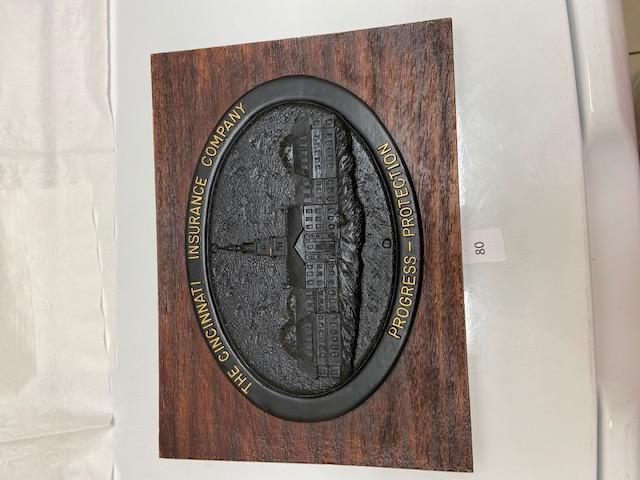 THE CINCINNATI INSURANCE COMPANY
PROGRESS – PROTECTION
80